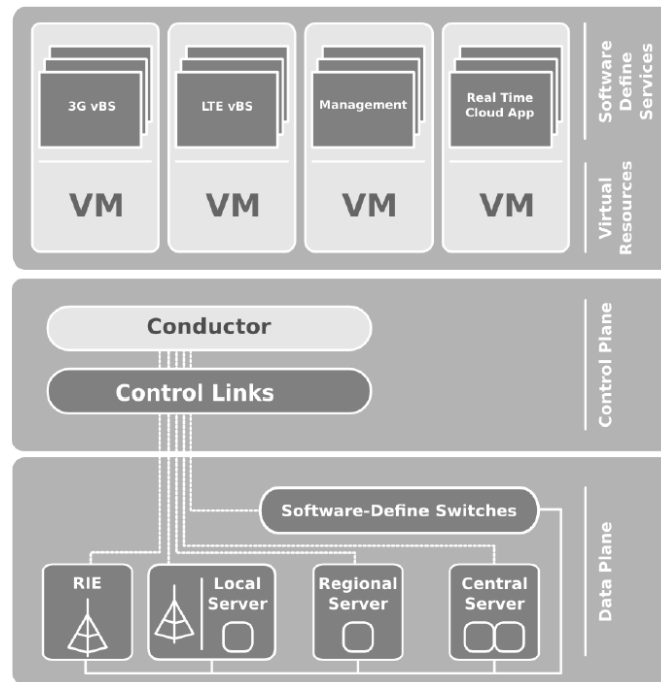 3G vBS
LTE vBS
Management
Real Time
Cloud App
Software
Define
Services
VM
VM
VM
VM
Virtual
Resources
Conductor
Control Links
Control Plane
Software-Define Switches
RIE
Local
Server
Regional
Server
Central
Server
Data Plane